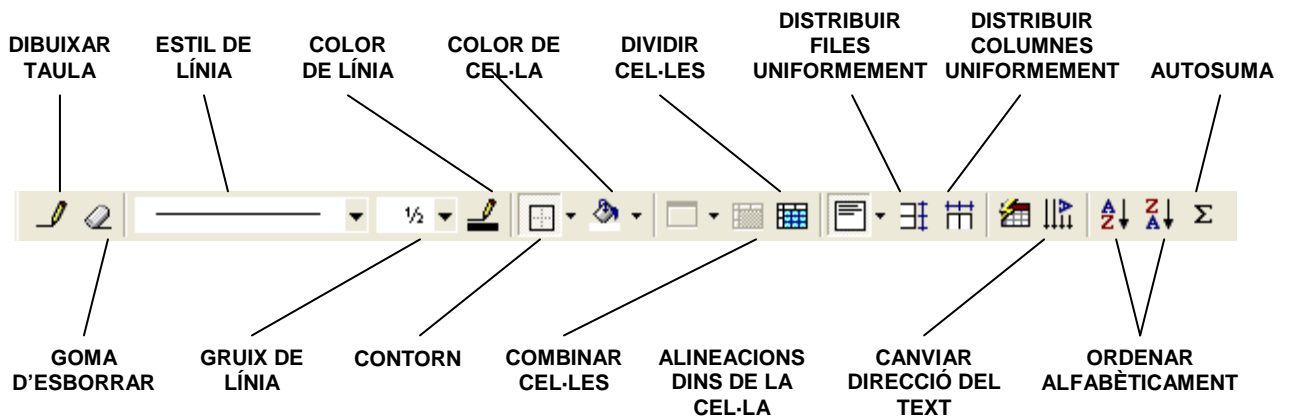 DIBUIXAR
TAULA
ESTIL DE
LÍNIA
COLOR
DE LÍNIA
COLOR DE
CEL·LA
DIVIDIR
CEL·LES
DISTRIBUIR
FILES
UNIFORMEMENT
DISTRIBUIR
COLUMNES
UNIFORMEMENT
AUTOSUMA
½
A
Z
Z
A
Σ
GOMA
D'ESBORRAR
GRUIX DE
LÍNIA
CONTORN
COMBINAR
CEL·LES
ALINEACIONS
DINS DE LA
CEL·LA
CANVIAR
DIRECCIÓ DEL
TEXT
ORDENAR
ALFABÈTICAMENT